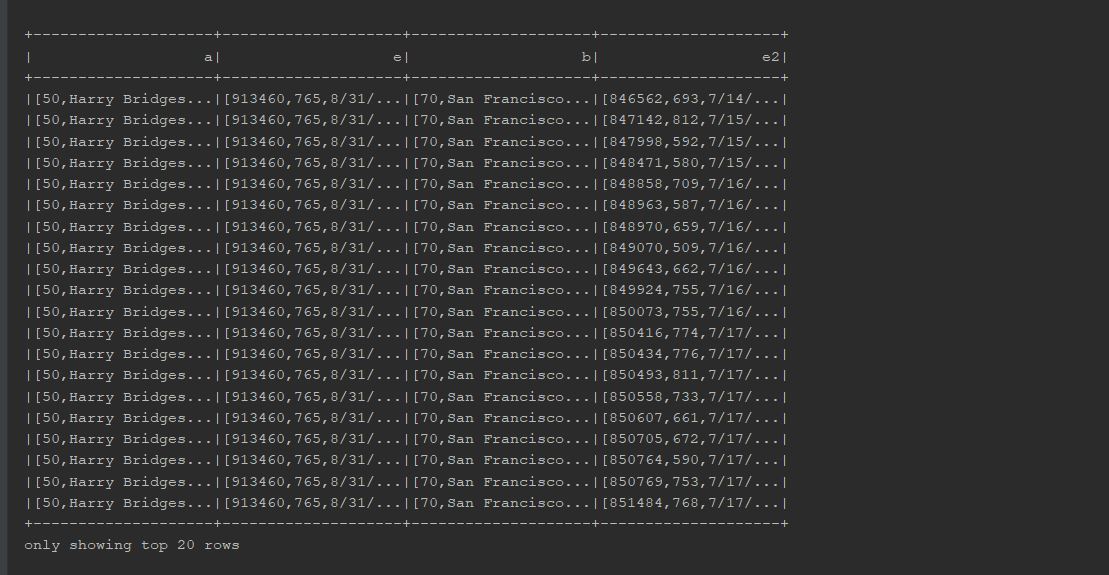 +--------------------+--------------------+--------------------+--------------------+
|                   a|                   e|                   b|                  e2|
+--------------------+--------------------+--------------------+--------------------+
|[50,Harry Bridges...|[913460,765,8/31/...|[70,San Francisco...|[846562,693,7/14/...|
|[50,Harry Bridges...|[913460,765,8/31/...|[70,San Francisco...|[847142,812,7/15/...|
|[50,Harry Bridges...|[913460,765,8/31/...|[70,San Francisco...|[847998,592,7/15/...|
|[50,Harry Bridges...|[913460,765,8/31/...|[70,San Francisco...|[848471,580,7/15/...|
|[50,Harry Bridges...|[913460,765,8/31/...|[70,San Francisco...|[848858,709,7/16/...|
|[50,Harry Bridges...|[913460,765,8/31/...|[70,San Francisco...|[848963,587,7/16/...|
|[50,Harry Bridges...|[913460,765,8/31/...|[70,San Francisco...|[848970,659,7/16/...|
|[50,Harry Bridges...|[913460,765,8/31/...|[70,San Francisco...|[849070,509,7/16/...|
|[50,Harry Bridges...|[913460,765,8/31/...|[70,San Francisco...|[849643,662,7/16/...|
|[50,Harry Bridges...|[913460,765,8/31/...|[70,San Francisco...|[849924,755,7/16/...|
|[50,Harry Bridges...|[913460,765,8/31/...|[70,San Francisco...|[850073,755,7/16/...|
|[50,Harry Bridges...|[913460,765,8/31/...|[70,San Francisco...|[850416,774,7/17/...|
|[50,Harry Bridges...|[913460,765,8/31/...|[70,San Francisco...|[850434,776,7/17/...|
|[50,Harry Bridges...|[913460,765,8/31/...|[70,San Francisco...|[850493,811,7/17/...|
|[50,Harry Bridges...|[913460,765,8/31/...|[70,San Francisco...|[850558,733,7/17/...|
|[50,Harry Bridges...|[913460,765,8/31/...|[70,San Francisco...|[850607,661,7/17/...|
|[50,Harry Bridges...|[913460,765,8/31/...|[70,San Francisco...|[850705,672,7/17/...|
|[50,Harry Bridges...|[913460,765,8/31/...|[70,San Francisco...|[850764,590,7/17/...|
|[50,Harry Bridges...|[913460,765,8/31/...|[70,San Francisco...|[850769,753,7/17/...|
|[50,Harry Bridges...|[913460,765,8/31/...|[70,San Francisco...|[851484,768,7/17/...|
+--------------------+--------------------+--------------------+--------------------+
only showing top 20 rows